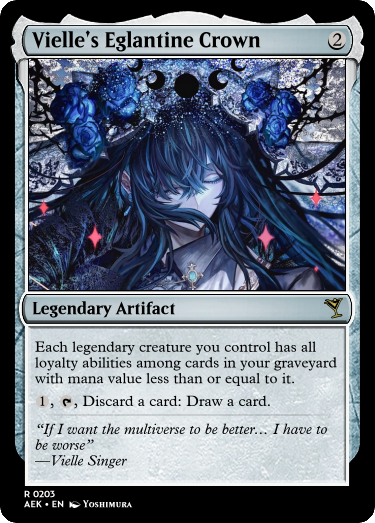 Vielle's Eglantine Crown 2
Legendary Artifact
Each legendary creature you control has all
loyalty abilities among cards in your graveyard
with mana value less than or equal to it.
1, , Discard a card: Draw a card.
“If I want the multiverse to be better… I have to
be worse”
—Vielle Singer
R 0203
AEK • EN Yoshimura